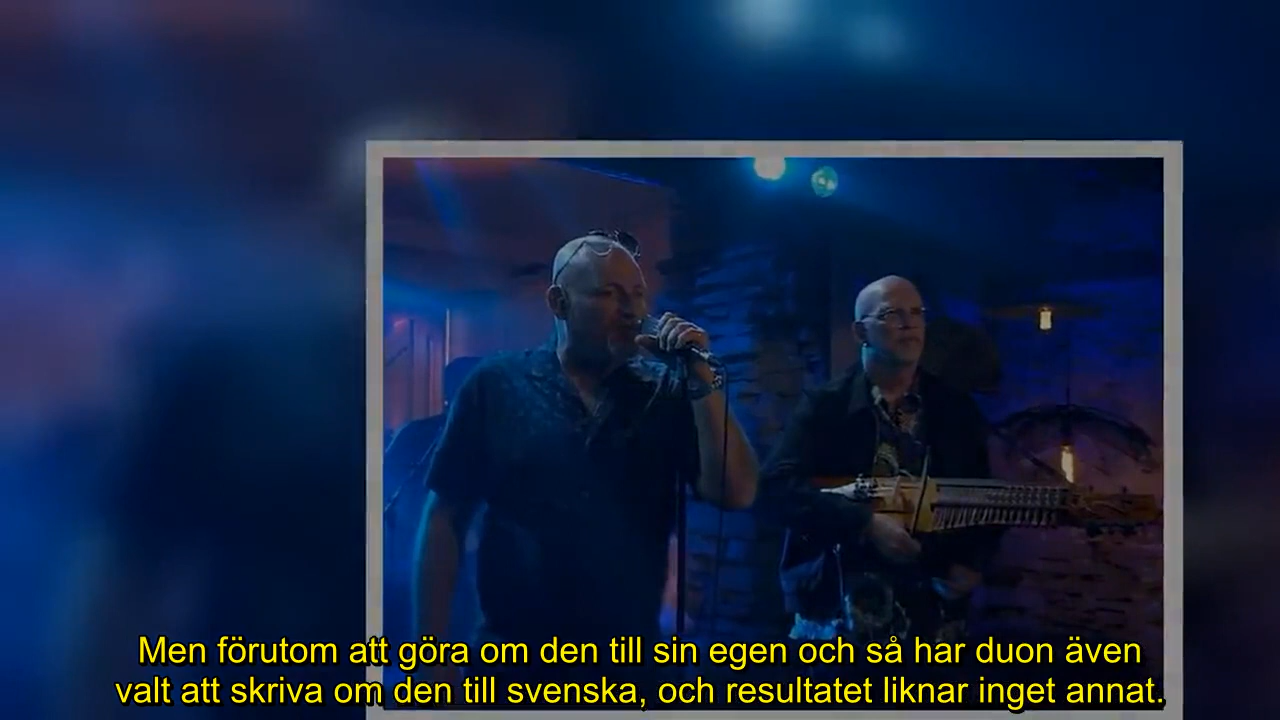 Men förutom att göra om den till sin egen och så har duon även
valt att skriva om den till svenska, och resultatet liknar inget annat.